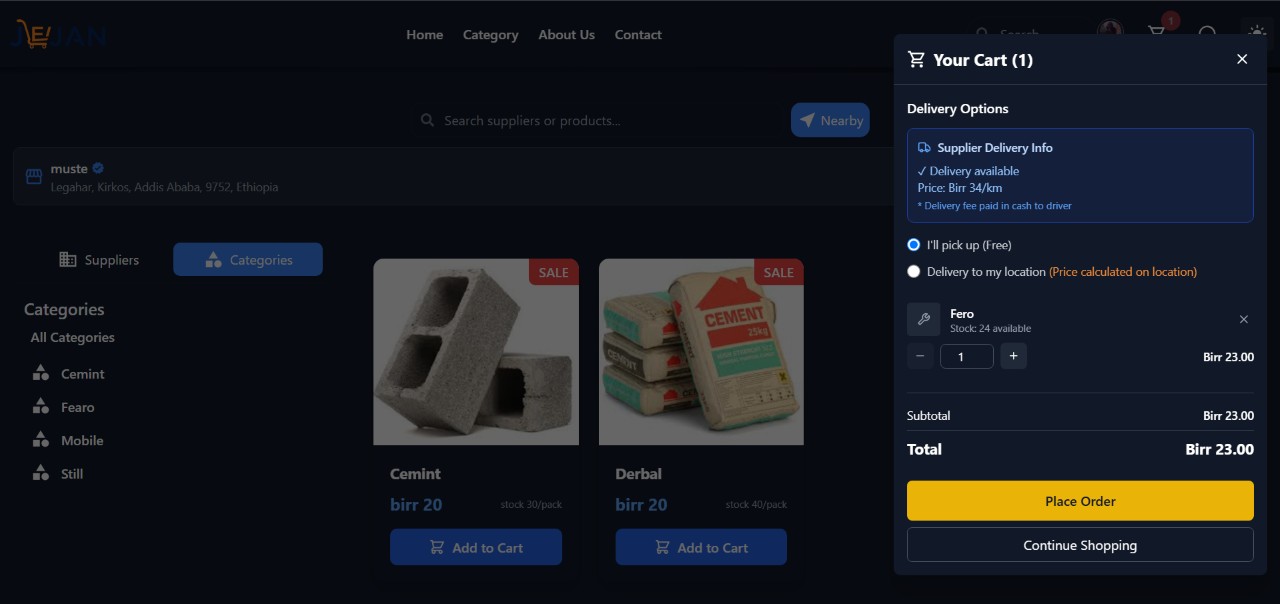 JEJAN
Home
Category
About Us
Contact
Search
1
Search suppliers or products...
Nearby
muste
Legahar, Kirkos, Addis Ababa, 9752, Ethiopia
Suppliers
Categories
Categories
All Categories
Cemint
Fearo
Mobile
Still
SALE
Cemint
birr 20
stock 30/pack
Add to Cart
SALE
CEMENT
25kg
CEMENT
Derbal
birr 20
stock 40/pack
Add to Cart
Your Cart (1)
Delivery Options
Supplier Delivery Info
✓ Delivery available
Price: Birr 34/km
* Delivery fee paid in cash to driver
I'll pick up (Free)
Delivery to my location (Price calculated on location)
Fero
Stock: 24 available
− 1 +
Birr 23.00
Subtotal Birr 23.00
Total Birr 23.00
Place Order
Continue Shopping